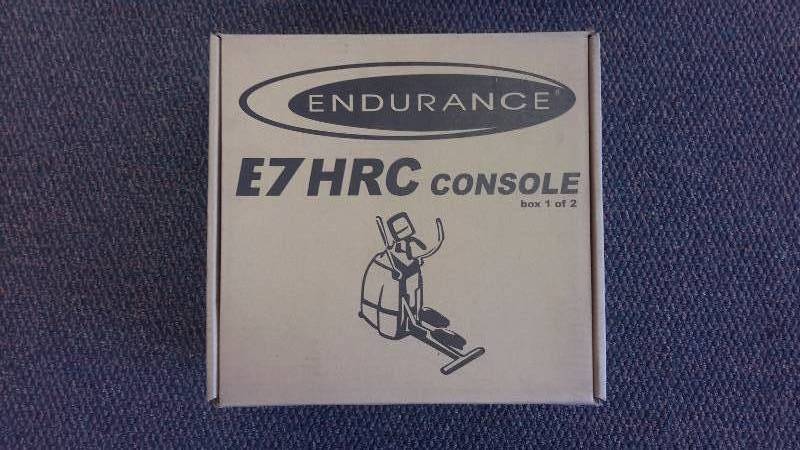 ENDURANCE®
E7HRC CONSOLE
box 1 of 2